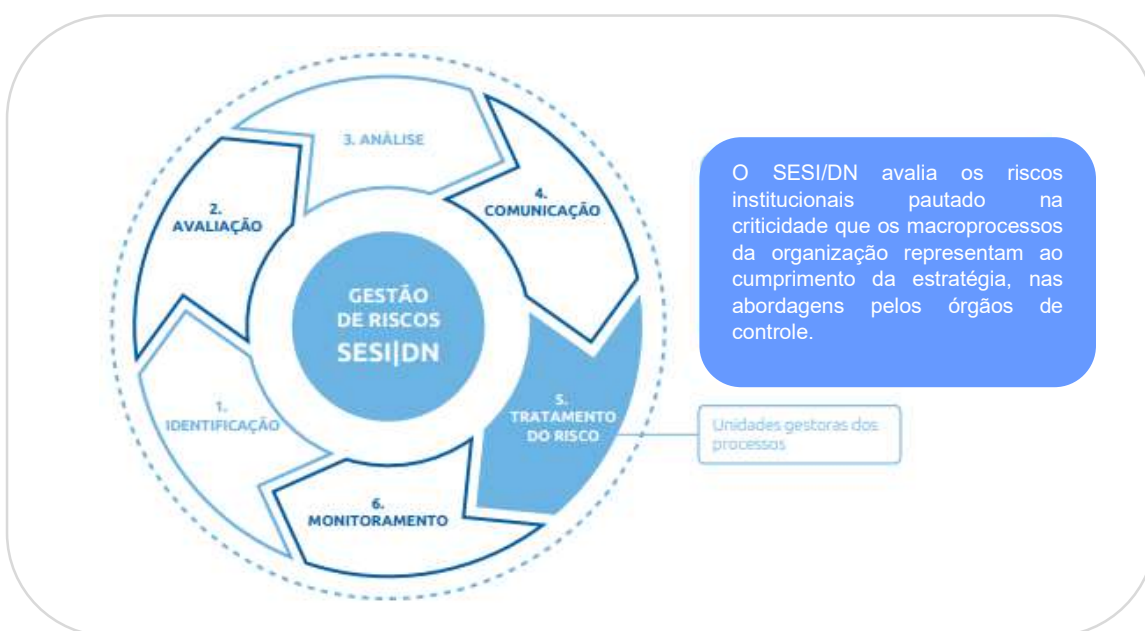 3. ANÁLISE
4.
COMUNICAÇÃO
2.
AVALIAÇÃO
GESTÃO
DE RISCOS
SESI|DN
1.
IDENTIFICAÇÃO
5.
TRATAMENTO
DO RISCO
6.
MONITORAMENTO
O SESI/DN avalia os riscos
institucionais pautado na
criticidade que os macroprocessos
da organização representam ao
cumprimento da estratégia, nas
abordagens pelos órgãos de
controle.
Unidades gestoras dos
processos